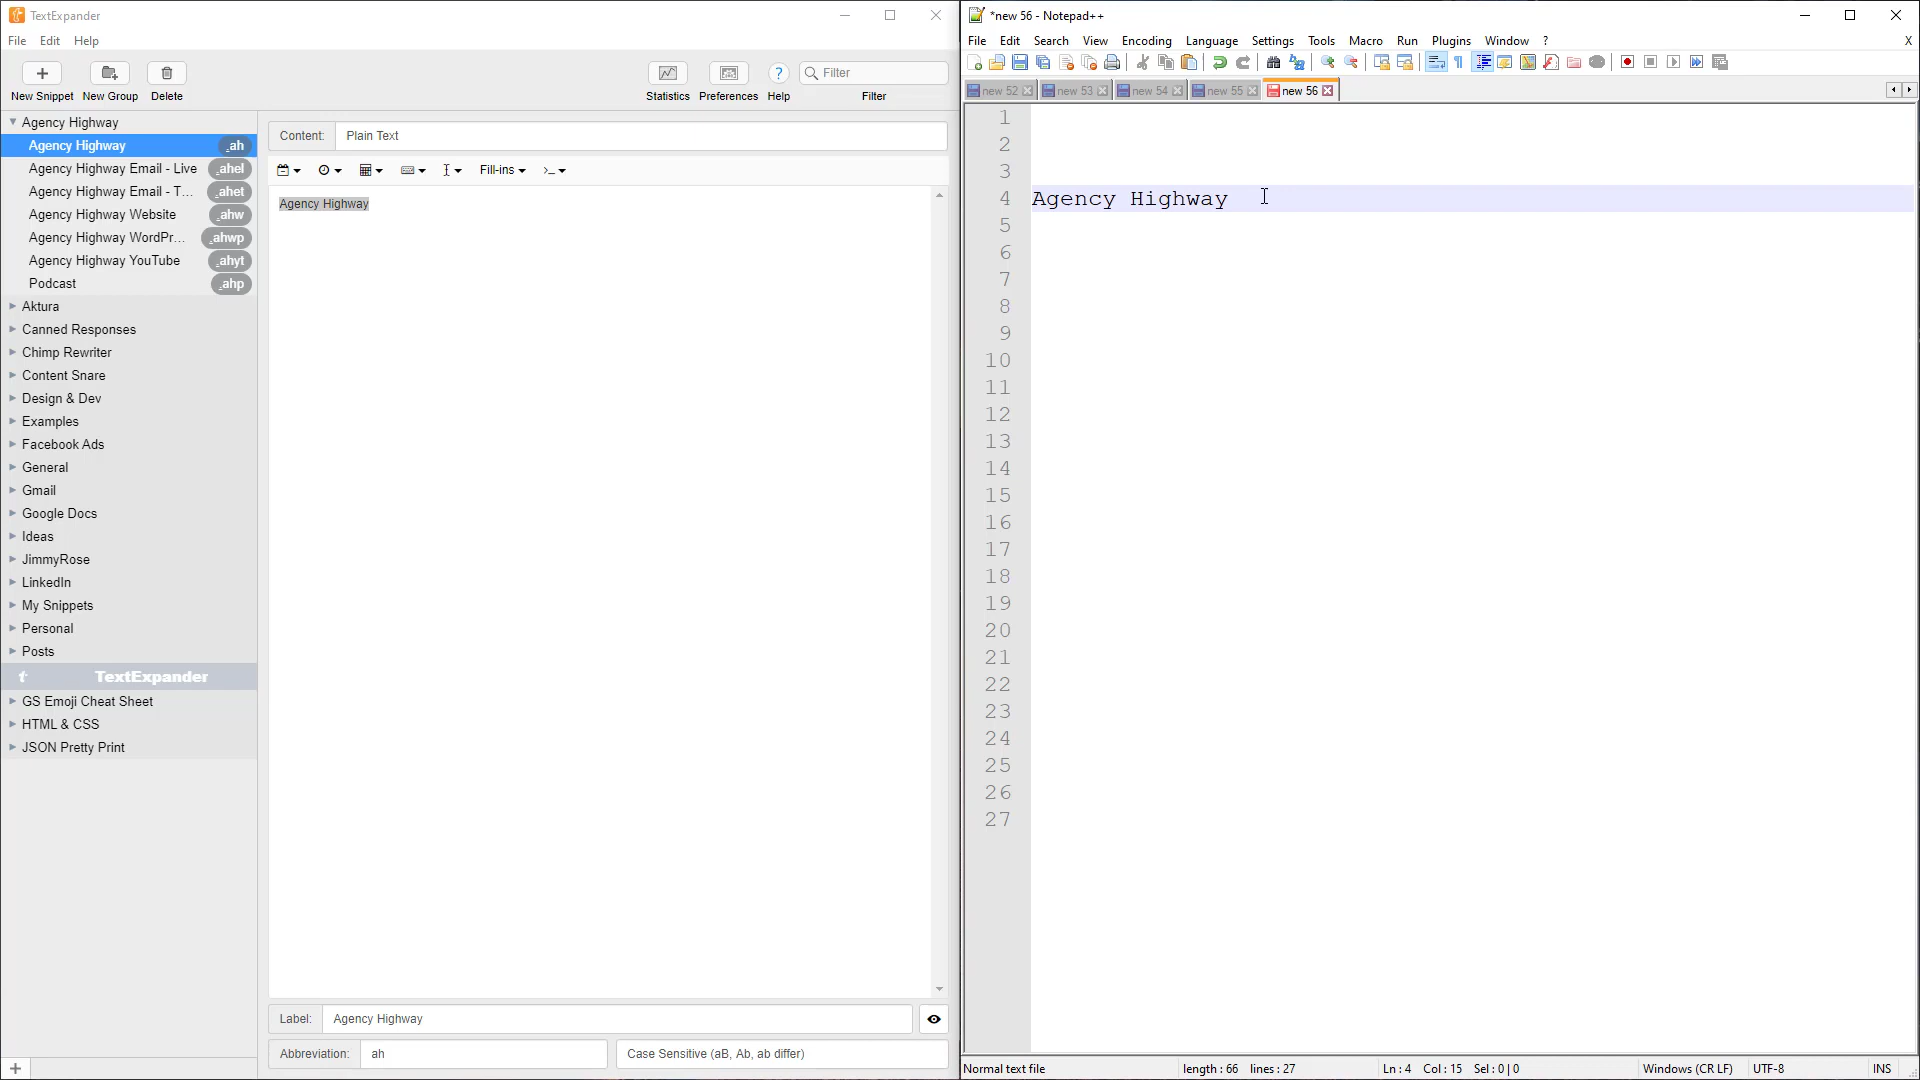 TextExpander
File Edit Help
New Snippet New Group Delete Statistics Preferences Help Filter
Filter
Agency Highway
Agency Highway _ah
Agency Highway Email - Live _ahel
Agency Highway Email - T... _ahet
Agency Highway Website _ahw
Agency Highway WordPr... _ahwp
Agency Highway YouTube _ahyt
Podcast _ahp
Aktura
Canned Responses
Chimp Rewriter
Content Snare
Design & Dev
Examples
Facebook Ads
General
Gmail
Google Docs
Ideas
JimmyRose
LinkedIn
My Snippets
Personal
Posts
TextExpander
GS Emoji Cheat Sheet
HTML & CSS
JSON Pretty Print
Content: Plain Text
Fill-ins
Agency Highway
Label: Agency Highway
Abbreviation: ah Case Sensitive (aB, Ab, ab differ)
*new 56 - Notepad++
File Edit Search View Encoding Language Settings Tools Macro Run Plugins Window ? X
new 52 new 53 new 54 new 55 new 56
1
2
3
4 Agency Highway
5
6
7
8
9
10
11
12
13
14
15
16
17
18
19
20
21
22
23
24
25
26
27
Normal text file length : 66 lines : 27 Ln : 4 Col : 15 Sel : 0 | 0 Windows (CR LF) UTF-8 INS